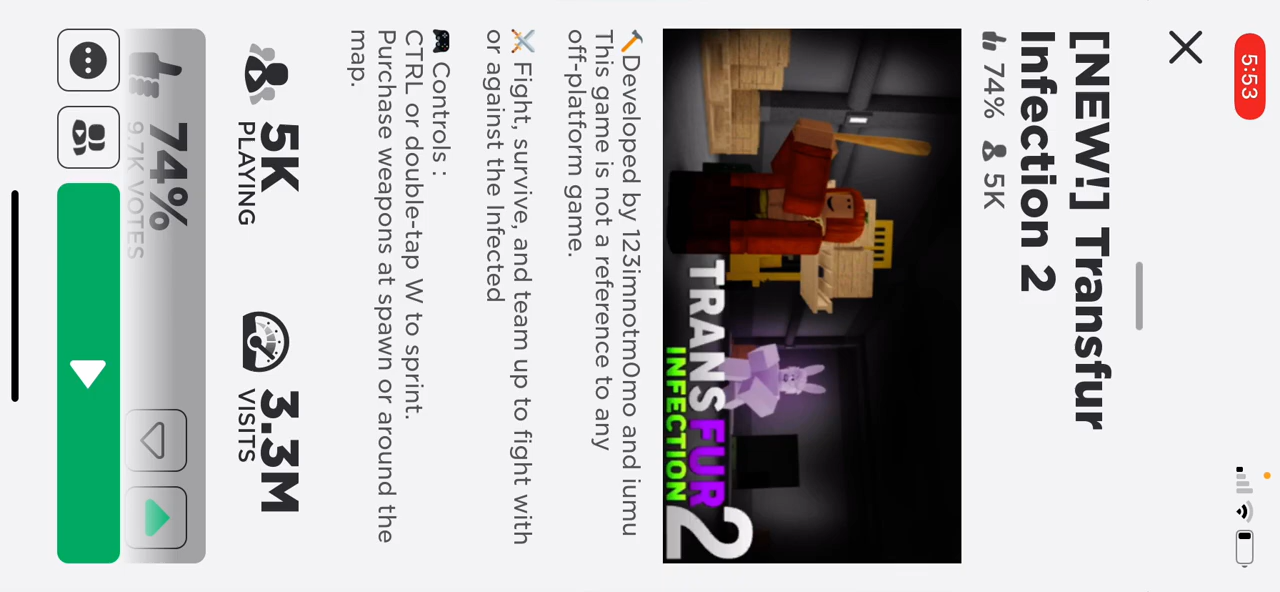 5:53
[NEW!] Transfur
Infection 2
74% 5K
TRANSFUR 2
INFECTION
Developed by 123imnotm0mo and iumu
This game is not a reference to any
off-platform game.
Fight, survive, and team up to fight with
or against the Infected
Controls :
CTRL or double-tap W to sprint.
Purchase weapons at spawn or around the
map.
5K
PLAYING
3.3M
VISITS
74%
9.7K VOTES